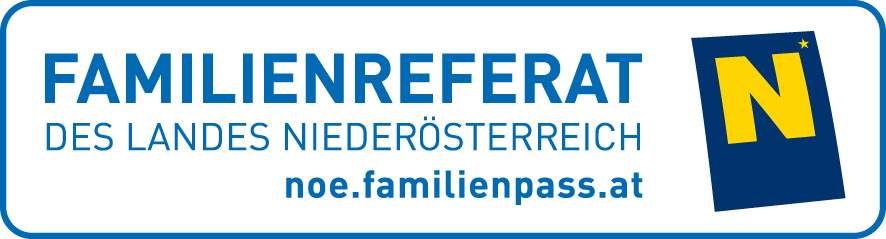 FAMILIENREFERAT
DES LANDES NIEDERÖSTERREICH
noe.familienpass.at
N